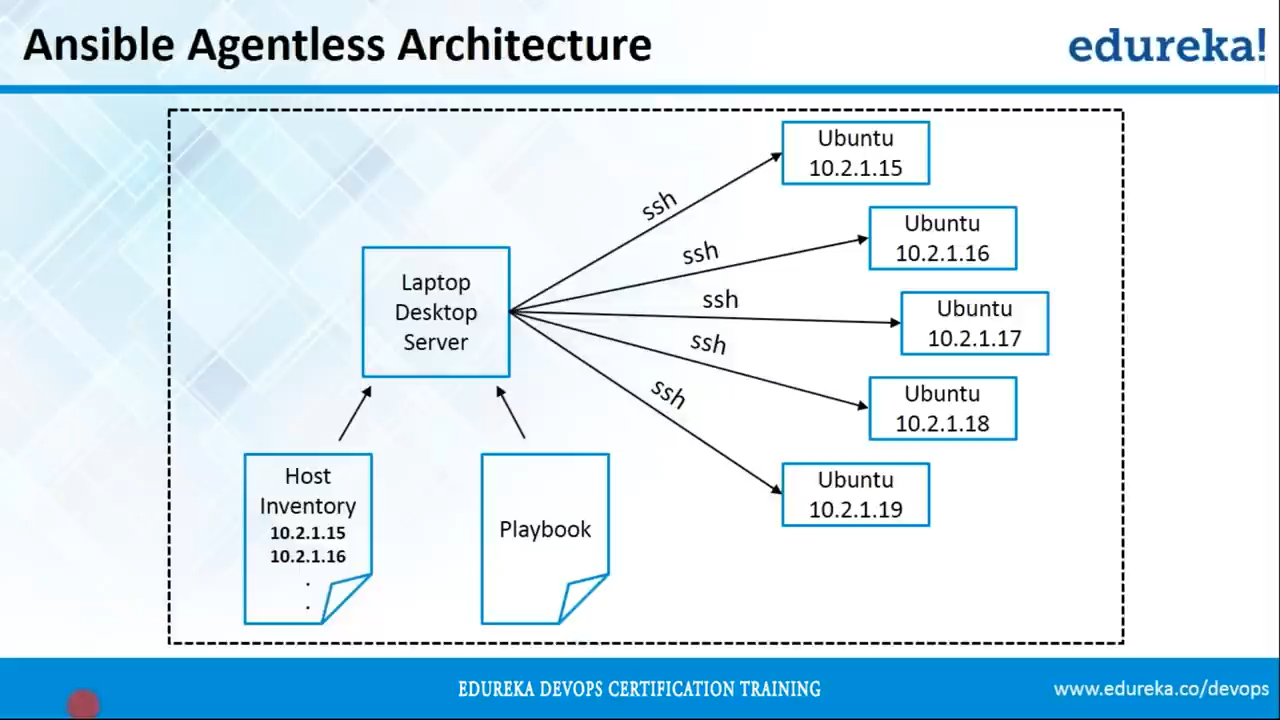 Ansible Agentless Architecture
edureka!
Ubuntu
10.2.1.15
ssh
Ubuntu
10.2.1.16
ssh
Ubuntu
10.2.1.17
ssh
Laptop
Desktop
Server
Ubuntu
10.2.1.18
ssh
Ubuntu
10.2.1.19
ssh
Host
Inventory
10.2.1.15
10.2.1.16
.
.
Playbook
EDUREKA DEVOPS CERTIFICATION TRAINING
www.edureka.co/devops